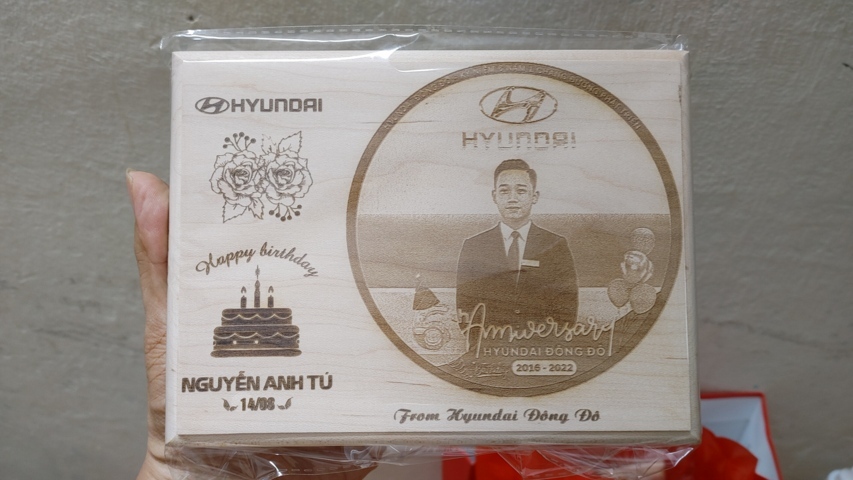 HYUNDAI
Happy birthday
NGUYỄN ANH TÚ
14/08
HYUNDAI
Anniversary
HYUNDAI ĐÔNG ĐÔ
2016 - 2022
From Hyundai Đông Đô